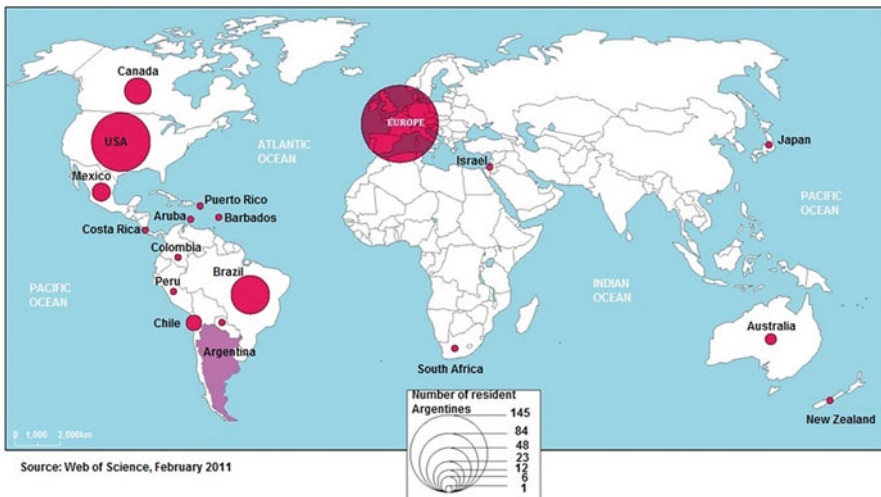 Canada
USA
Mexico
Costa Rica
Aruba
Puerto Rico
Barbados
Colombia
Peru
Brazil
Chile
Argentina
ATLANTIC
OCEAN
PACIFIC
OCEAN
EUROPE
Israel
South Africa
INDIAN
OCEAN
Japan
PACIFIC
OCEAN
Australia
New Zealand
0 1,000 2,000km
Number of resident
Argentines
145
84
48
23
12
6
1
Source: Web of Science, February 2011